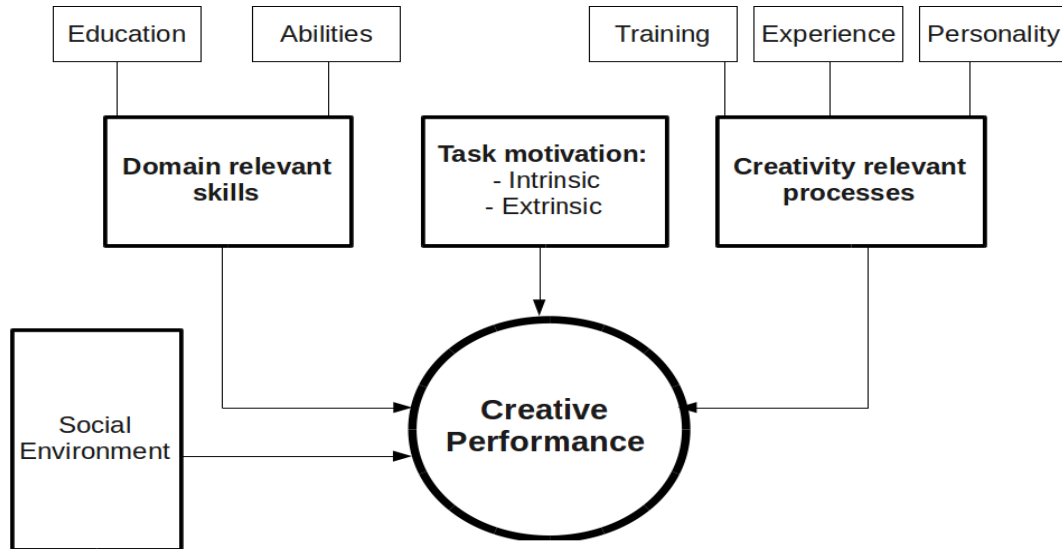 Education
Abilities
Training
Experience
Personality
Domain relevant
skills
Task motivation:
- Intrinsic
- Extrinsic
Creativity relevant
processes
Social
Environment
Creative
Performance